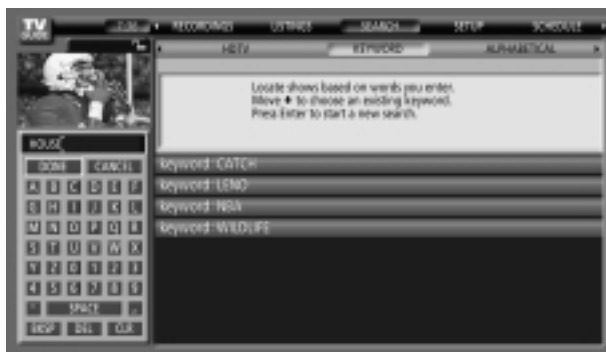 TV GUIDE
RECORDINGS LISTINGS SEARCH SETUP SCHEDULE
HDTV KEYWORD ALPHABETICAL
Locate shows based on words you enter.
Move to choose an existing keyword.
Press Enter to start a new search.
HOUSE
DONE CANCEL
A B C D E F
G H I J K L
M N O P Q R
S T U V W X
Y Z 0 1 2 3
4 5 6 7 8 9
SPACE
BKSP DEL CLR
keyword: CATCH
keyword: LENO
keyword: NBA
keyword: WILDLIFE